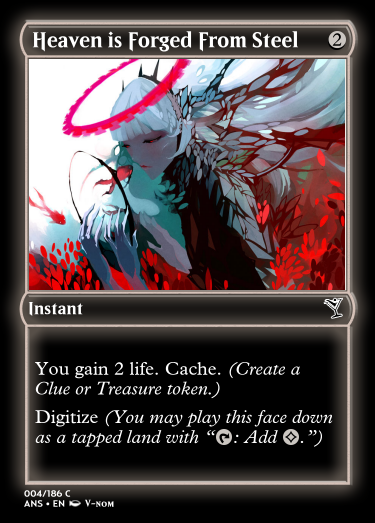 Heaven is Forged From Steel 2
Instant
You gain 2 life. Cache. (Create a
Clue or Treasure token.)
Digitize (You may play this face down
as a tapped land with “: Add .”)
004/186 C
ANS • EN V-nom